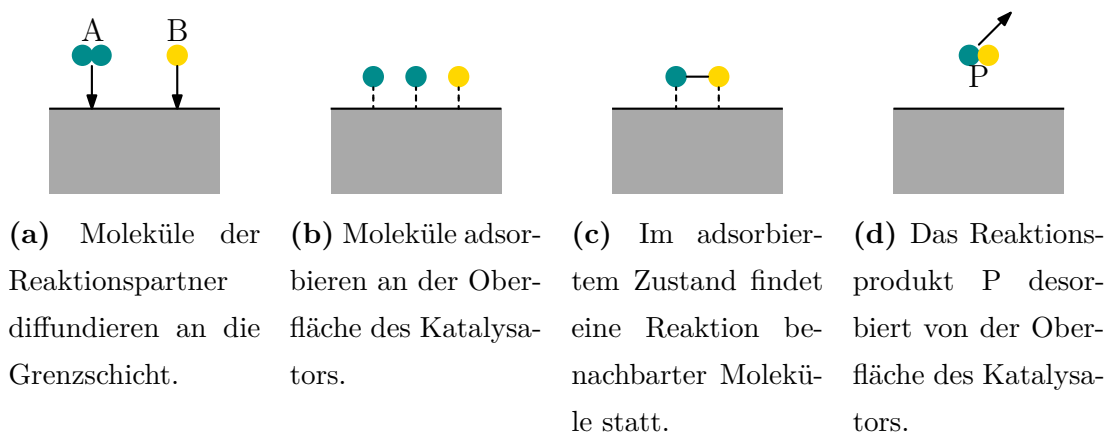 A
B
P
(a) Moleküle der
Reaktionspartner
diffundieren an die
Grenzschicht.
(b) Moleküle adsor-
bieren an der Ober-
fläche des Katalysa-
tors.
(c) Im adsorbier-
tem Zustand findet
eine Reaktion be-
nachbarter Molekü-
le statt.
(d) Das Reaktions-
produkt P desor-
biert von der Ober-
fläche des Katalysa-
tors.